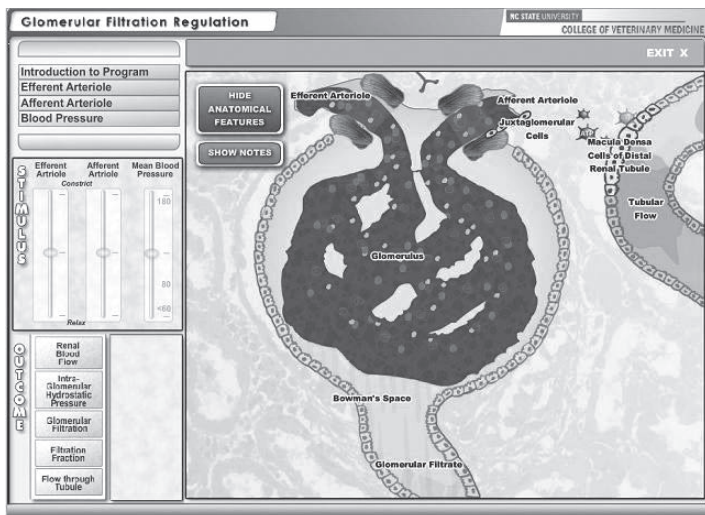 Glomerular Filtration Regulation
NC STATE UNIVERSITY
COLLEGE OF VETERINARY MEDICINE
EXIT X
Introduction to Program
Efferent Arteriole
Afferent Arteriole
Blood Pressure
HIDE
ANATOMICAL
FEATURES
SHOW NOTES
STIMULUS
Efferent
Artriole
Afferent
Artriole
Mean Blood
Pressure
Constrict
180
80
<60
Relax
OUTCOME
Renal
Blood
Flow
Intra-
Glomerular
Hydrostatic
Pressure
Glomerular
Filtration
Filtration
Fraction
Flow through
Tubule
Efferent Arteriole
Afferent Arteriole
Juxtaglomerular
Cells
Macula Densa
Cells of Distal
Renal Tubule
Tubular
Flow
Glomerulus
Bowman's Space
Glomerular Filtrate